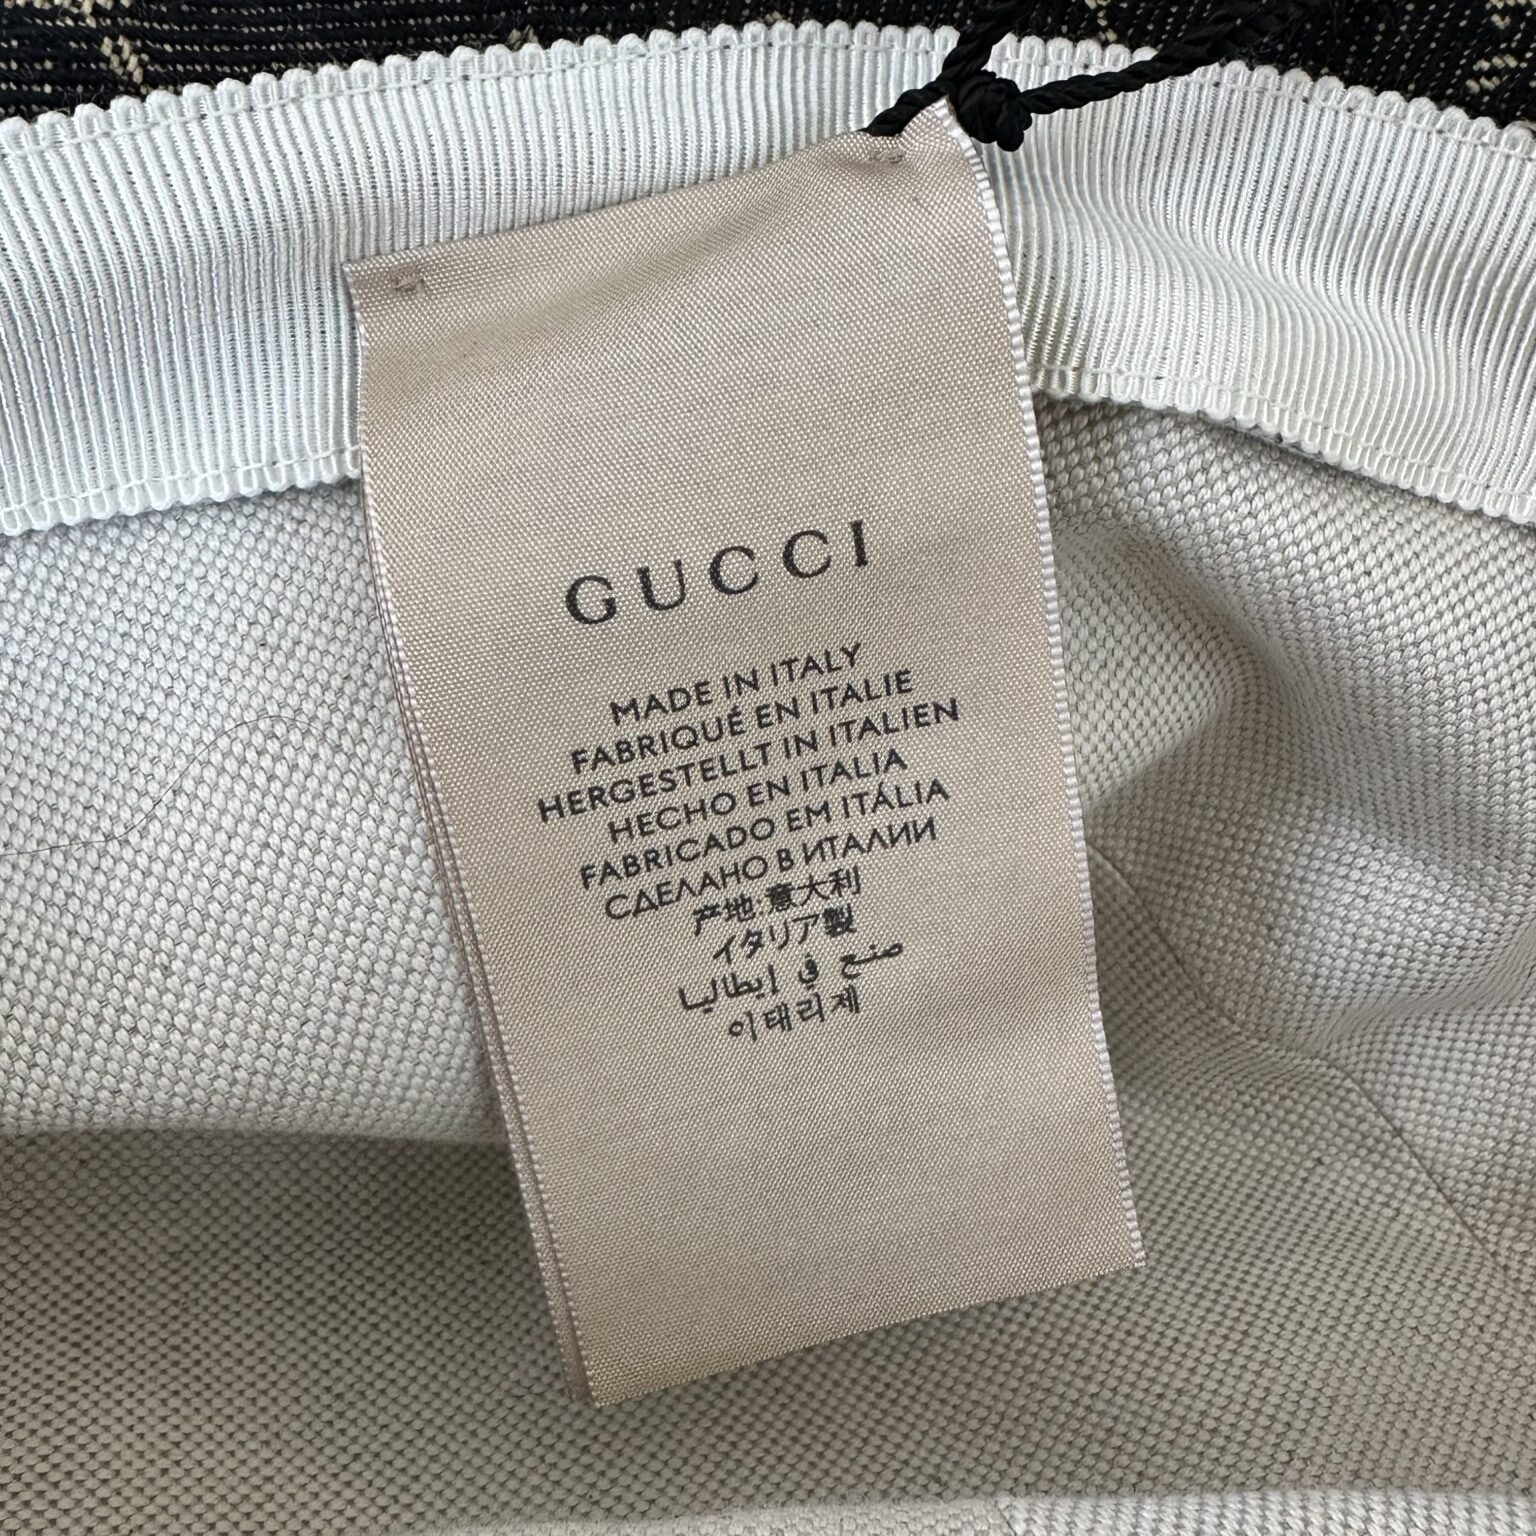 GUCCI
MADE IN ITALY
FABRIQUÉ EN ITALIE
HERGESTELLT IN ITALIEN
HECHO EN ITALIA
FABRICADO EM ITÁLIA
СДЕЛАНО В ИТАЛИИ
产地:意大利
イタリア製
صنع في إيطاليا
이태리제